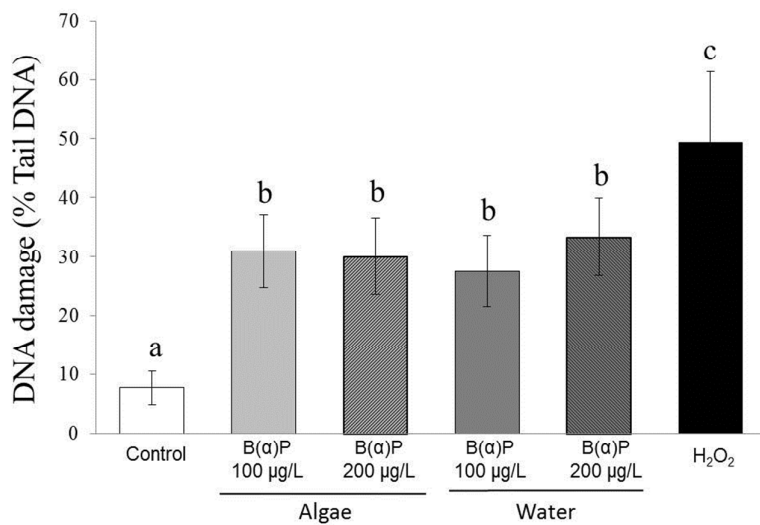 DNA damage (% Tail DNA)
70
60
50
40
30
20
10
0
a
b
b
b
b
c
Control
B(α)P
100 µg/L
B(α)P
200 µg/L
B(α)P
100 µg/L
B(α)P
200 µg/L
H₂O₂
Algae
Water